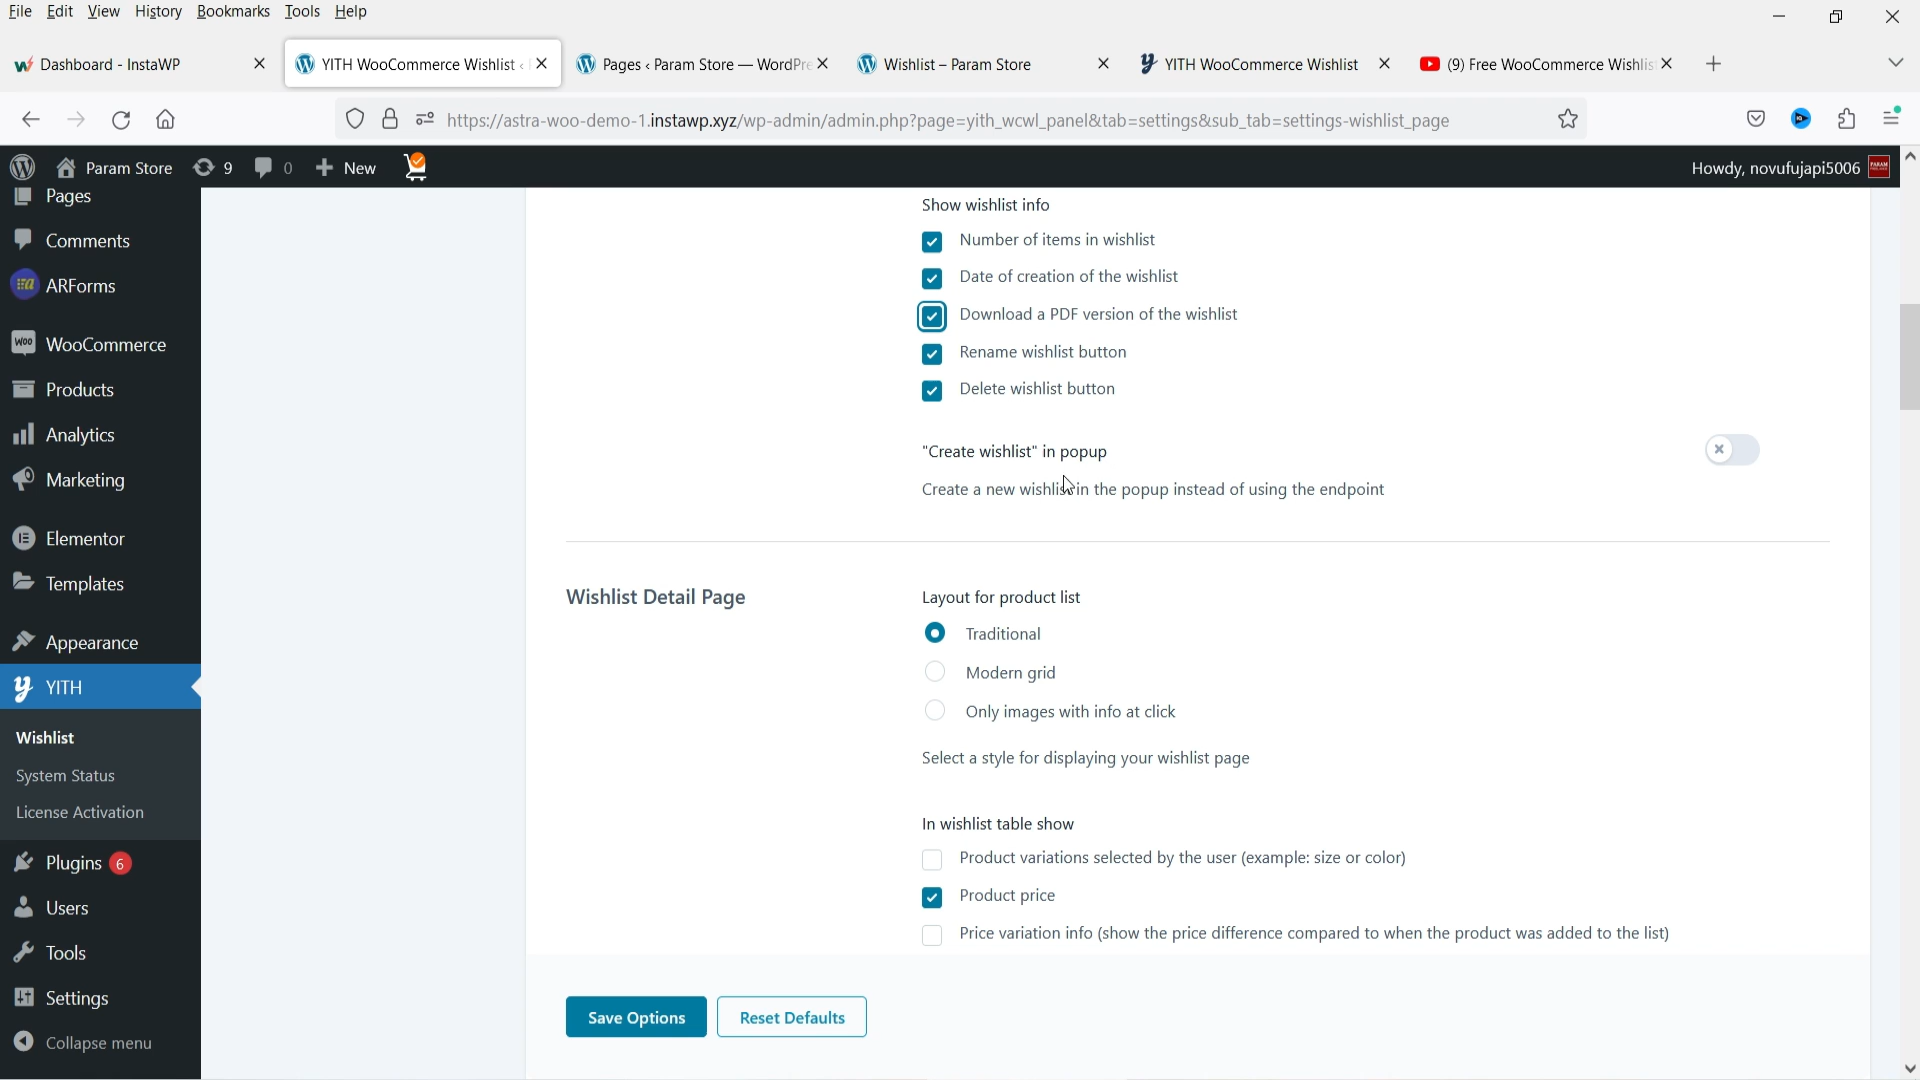 File Edit View History Bookmarks Tools Help
Dashboard - InstaWP
YITH WooCommerce Wishlist ‹
Pages ‹ Param Store — WordPre
Wishlist – Param Store
YITH WooCommerce Wishlist
(9) Free WooCommerce Wishlis
https://astra-woo-demo-1.instawp.xyz/wp-admin/admin.php?page=yith_wcwl_panel&tab=settings&sub_tab=settings-wishlist_page
Param Store 9 0 New
Howdy, novufujapi5006
Pages
Comments
ARForms
WooCommerce
Products
Analytics
Marketing
Elementor
Templates
Appearance
YITH
Wishlist
System Status
License Activation
Plugins 6
Users
Tools
Settings
Collapse menu
Show wishlist info
Number of items in wishlist
Date of creation of the wishlist
Download a PDF version of the wishlist
Rename wishlist button
Delete wishlist button
"Create wishlist" in popup
Create a new wishlist in the popup instead of using the endpoint
Wishlist Detail Page
Layout for product list
Traditional
Modern grid
Only images with info at click
Select a style for displaying your wishlist page
In wishlist table show
Product variations selected by the user (example: size or color)
Product price
Price variation info (show the price difference compared to when the product was added to the list)
Save Options
Reset Defaults